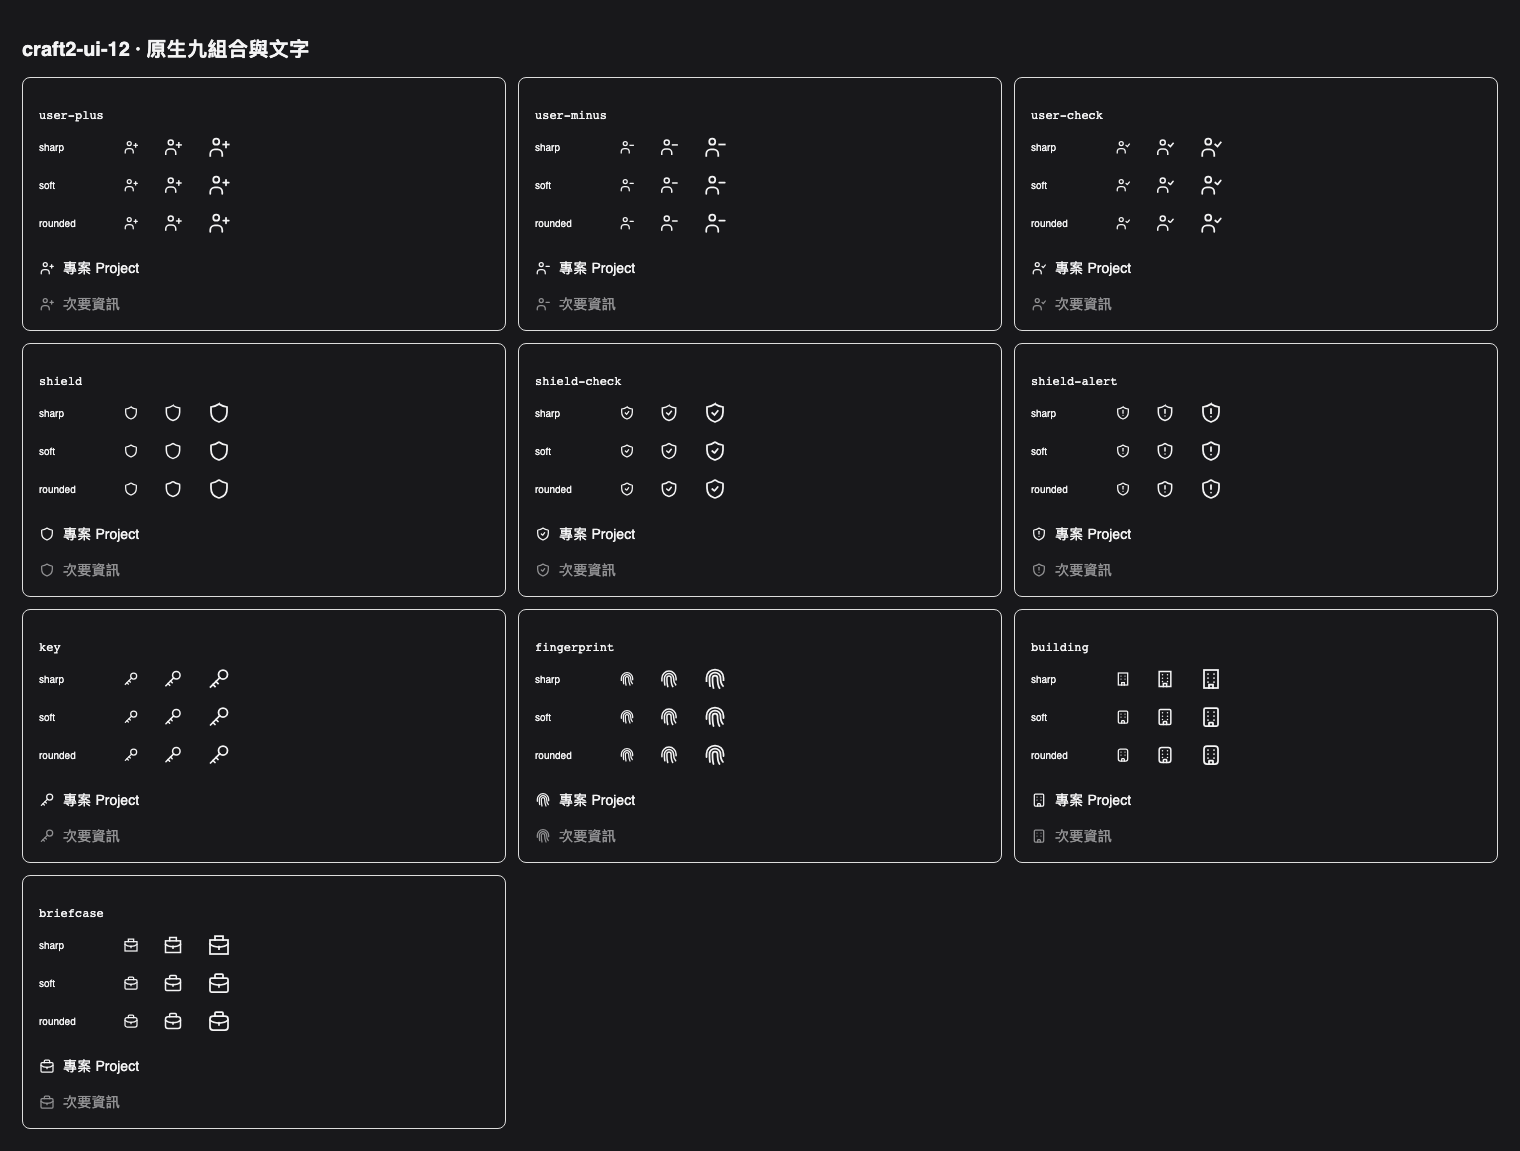 craft2-ui-12 · 原生九組合與文字
user-plus
sharp
soft
rounded
專案 Project
次要資訊
user-minus
sharp
soft
rounded
專案 Project
次要資訊
user-check
sharp
soft
rounded
專案 Project
次要資訊
shield
sharp
soft
rounded
專案 Project
次要資訊
shield-check
sharp
soft
rounded
專案 Project
次要資訊
shield-alert
sharp
soft
rounded
專案 Project
次要資訊
key
sharp
soft
rounded
專案 Project
次要資訊
fingerprint
sharp
soft
rounded
專案 Project
次要資訊
building
sharp
soft
rounded
專案 Project
次要資訊
briefcase
sharp
soft
rounded
專案 Project
次要資訊